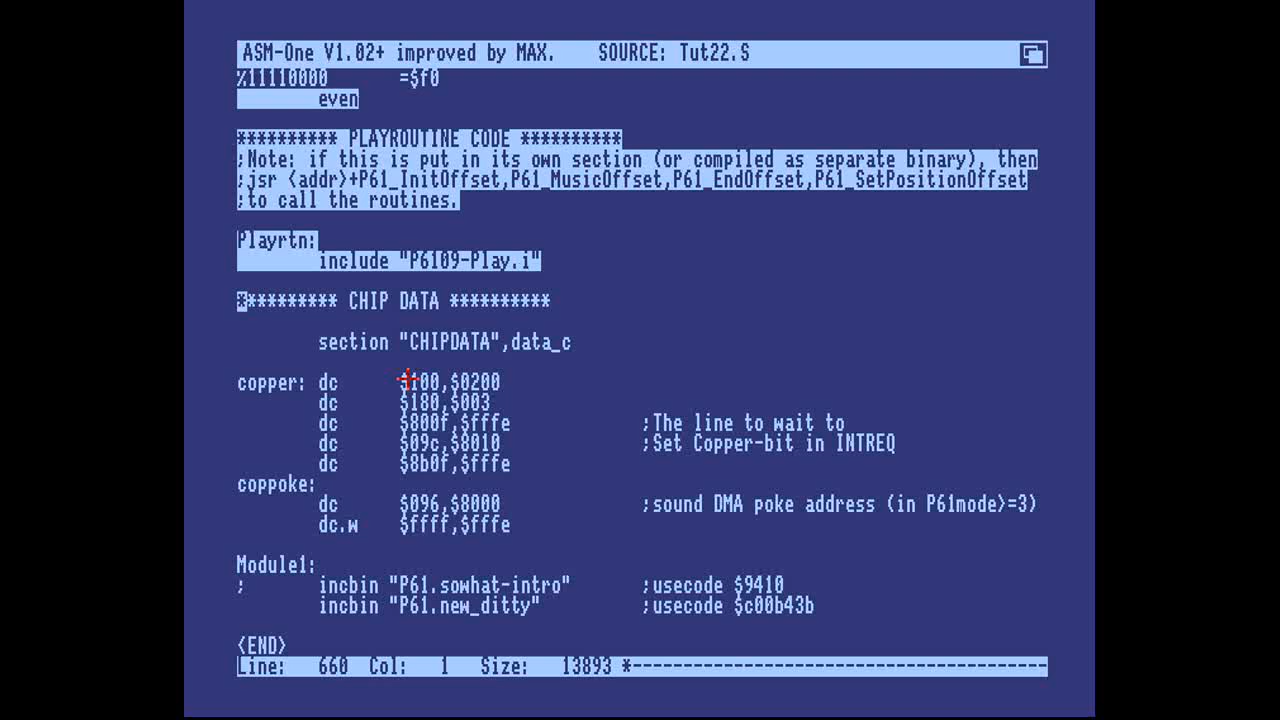 ASM-One V1.02+ improved by MAX. SOURCE: Tut22.S
%11110000 =$f0
even
********** PLAYROUTINE CODE **********
;Note: if this is put in its own section (or compiled as separate binary), then
;jsr <addr>+P61_InitOffset,P61_MusicOffset,P61_EndOffset,P61_SetPositionOffset
;to call the routines.
Playrtn:
include "P6109-Play.i"
********** CHIP DATA **********
section "CHIPDATA",data_c
copper: dc $100,$0200
dc $180,$003
dc $800f,$fffe ;The line to wait to
dc $09c,$8010 ;Set Copper-bit in INTREQ
dc $8b0f,$fffe
coppoke:
dc $096,$8000 ;sound DMA poke address (in P61mode>=3)
dc.w $ffff,$fffe
Module1:
; incbin "P61.sowhat-intro" ;usecode $9410
incbin "P61.new_ditty" ;usecode $c00b43b
<END>
Line: 660 Col: 1 Size: 13893 *-----------------------------------------